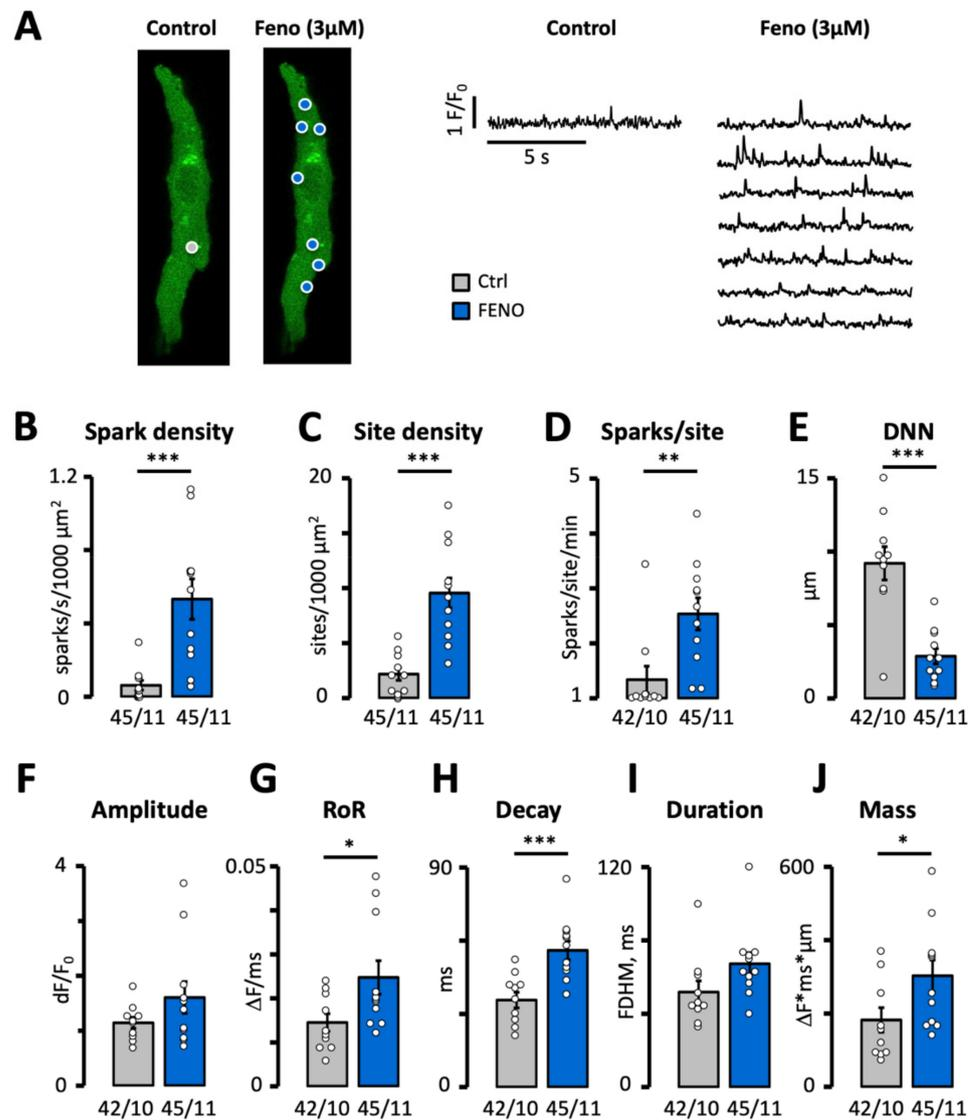 A
Control Feno (3µM) Control Feno (3µM)
1 F/F0
5 s
Ctrl
FENO
B Spark density
***
1.2
0
sparks/s/1000 µm²
45/11 45/11
C Site density
***
20
0
sites/1000 µm²
45/11 45/11
D Sparks/site
**
5
1
Sparks/site/min
42/10 45/11
E DNN
***
15
0
µm
42/10 45/11
F Amplitude
4
0
dF/F0
42/10 45/11
G RoR
*
0.05
0
ΔF/ms
42/10 45/11
H Decay
***
90
0
ms
42/10 45/11
I Duration
120
0
FDHM, ms
42/10 45/11
J Mass
*
600
0
ΔF*ms*µm
42/10 45/11